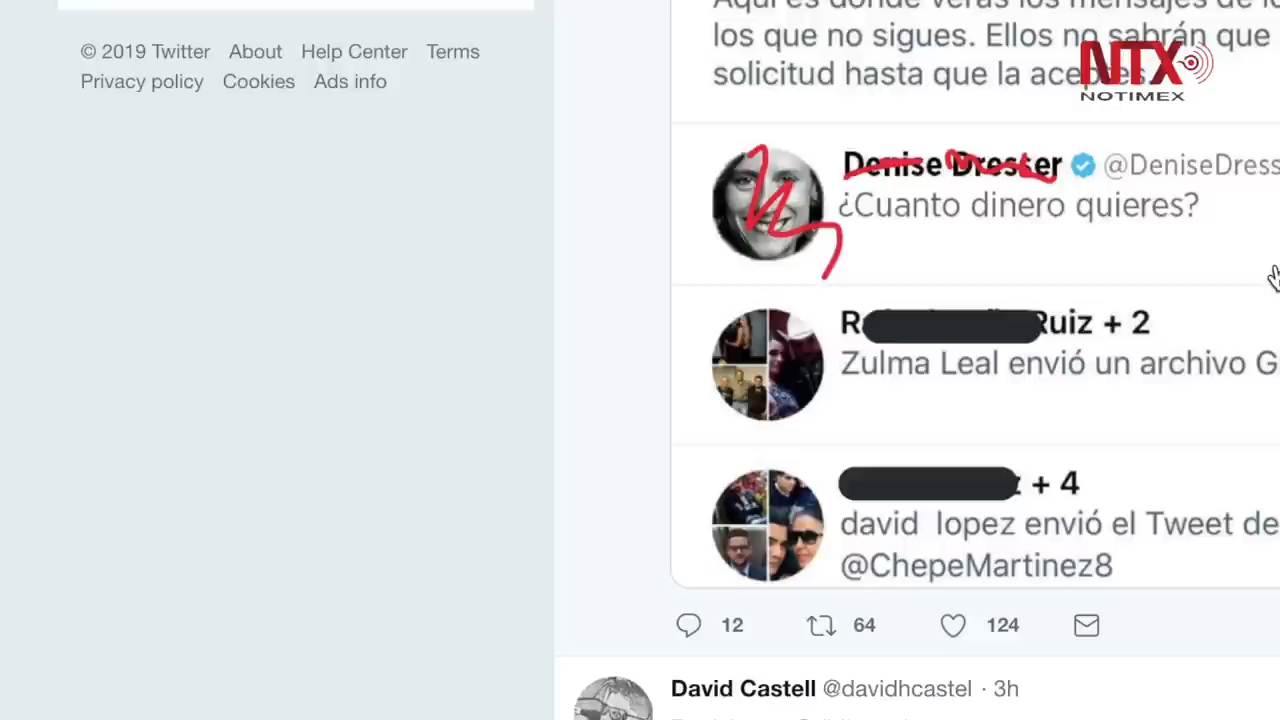 © 2019 Twitter About Help Center Terms
Privacy policy Cookies Ads info
los que no sigues. Ellos no sabrán que
solicitud hasta que la aceptes.
NTX
NOTIMEX
Denise Dresser @DeniseDress
¿Cuanto dinero quieres?
Ruiz + 2
Zulma Leal envió un archivo G
+ 4
david lopez envió el Tweet de
@ChepeMartinez8
12 64 124
David Castell @davidhcastel · 3h